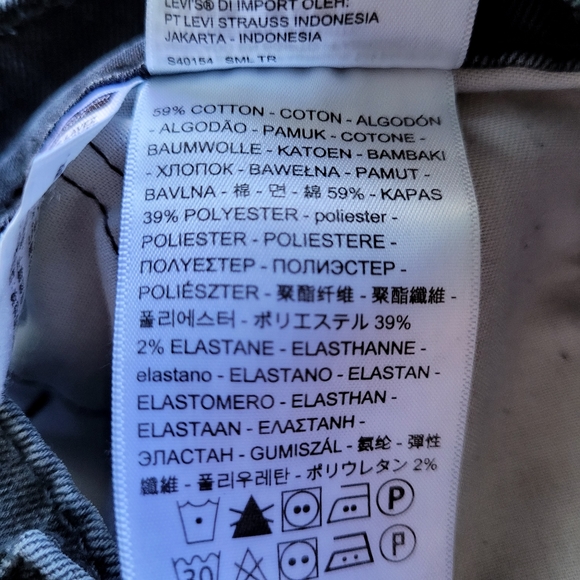 LEVI'S® DI IMPORT OLEH:
PT LEVI STRAUSS INDONESIA
JAKARTA - INDONESIA
S40154 SML TR
59% COTTON - COTON - ALGODÓN
- ALGODÃO - PAMUK - COTONE -
BAUMWOLLE - KATOEN - BAMBAKI
- ХЛОПОК - BAWEŁNA - PAMUT -
BAVLNA - 棉 - 면 - 綿 59% - KAPAS
39% POLYESTER - poliester -
POLIESTER - POLIESTERE -
ΠΟΛΥΕΣΤΕΡ - ПОЛИЭСТЕР -
POLIÉSZTER - 聚酯纤维 - 聚酯纖維 -
폴리에스터 - ポリエステル 39%
2% ELASTANE - ELASTHANNE -
elastano - ELASTANO - ELASTAN -
ELASTOMERO - ELASTHAN -
ELASTAAN - ΕΛΑΣΤΑΝΗ -
ЭЛАСТАН - GUMISZÁL - 氨纶 - 彈性
纖維 - 폴리우레탄 - ポリウレタン 2%
P
30 P